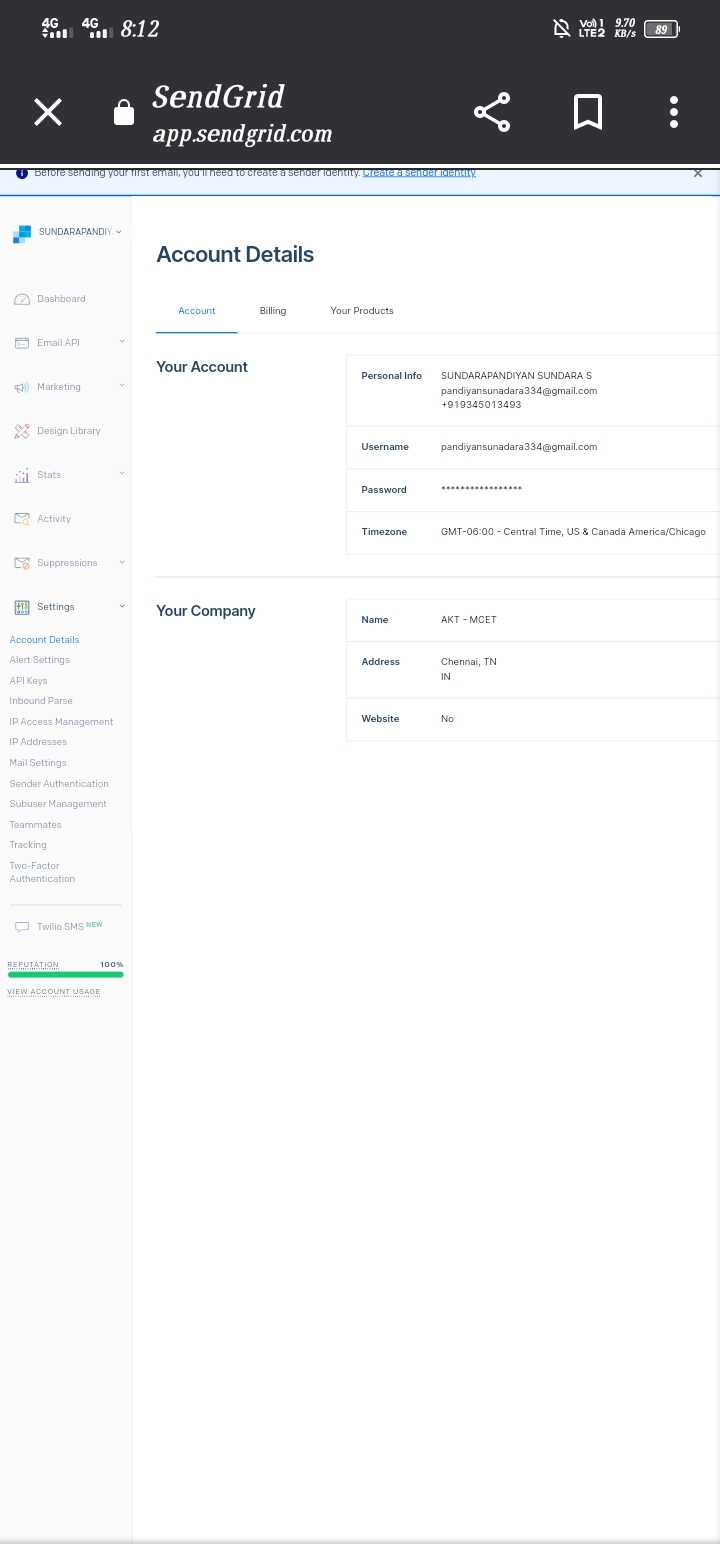 4G 4G 8:12 Vo)) 1 LTE2 9.70 KB/s 89
SendGrid
app.sendgrid.com
Before sending your first email, you'll need to create a sender identity. Create a sender identity
SUNDARAPANDIY
Account Details
Dashboard
Account Billing Your Products
Email API
Your Account
Personal Info SUNDARAPANDIYAN SUNDARA S
pandiyansunadara334@gmail.com
+919345013493
Marketing
Design Library
Username pandiyansunadara334@gmail.com
Stats
Password *****************
Activity
Timezone GMT-06:00 - Central Time, US & Canada America/Chicago
Suppressions
Settings
Your Company
Name AKT - MCET
Address Chennai, TN
IN
Website No
Account Details
Alert Settings
API Keys
Inbound Parse
IP Access Management
IP Addresses
Mail Settings
Sender Authentication
Subuser Management
Teammates
Tracking
Two-Factor
Authentication
Twilio SMS NEW
REPUTATION 100%
VIEW ACCOUNT USAGE